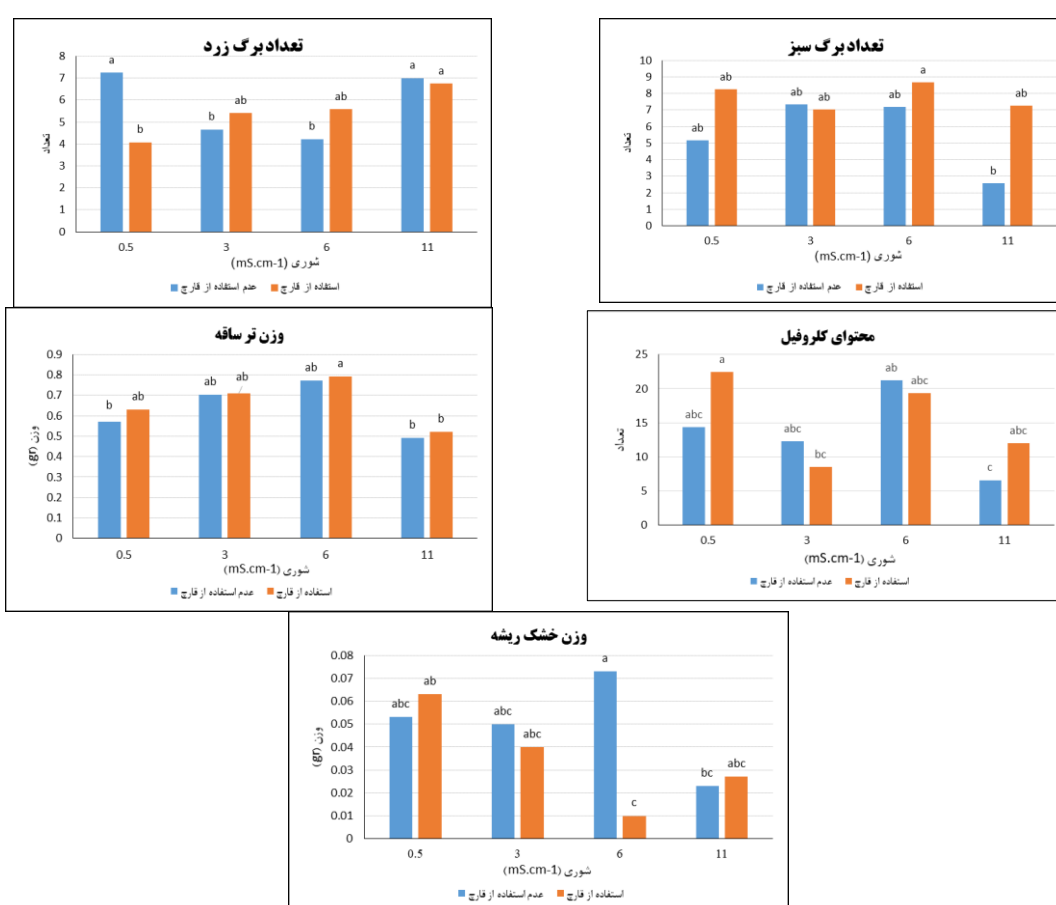 تعداد برگ زرد
8
7
6
5
4
3
2
1
0
تعداد
a
b
b
ab
b
ab
a
a
0.5
3
6
11
شوری (mS.cm-1)
عدم استفاده از قارچ
استفاده از قارچ
تعداد برگ سبز
10
9
8
7
6
5
4
3
2
1
0
تعداد
ab
ab
ab
ab
ab
a
b
ab
0.5
3
6
11
شوری (mS.cm-1)
عدم استفاده از قارچ
استفاده از قارچ
وزن تر ساقه
0.9
0.8
0.7
0.6
0.5
0.4
0.3
0.2
0.1
0
وزن (gr)
b
ab
ab
ab
ab
a
b
b
0.5
3
6
11
شوری (mS.cm-1)
عدم استفاده از قارچ
استفاده از قارچ
محتوای کلروفیل
25
20
15
10
5
0
تعداد
abc
a
abc
bc
ab
abc
c
abc
0.5
3
6
11
شوری (mS.cm-1)
عدم استفاده از قارچ
استفاده از قارچ
وزن خشک ریشه
0.08
0.07
0.06
0.05
0.04
0.03
0.02
0.01
0
وزن (gr)
abc
ab
abc
abc
a
c
bc
abc
0.5
3
6
11
شوری (mS.cm-1)
عدم استفاده از قارچ
استفاده از قارچ